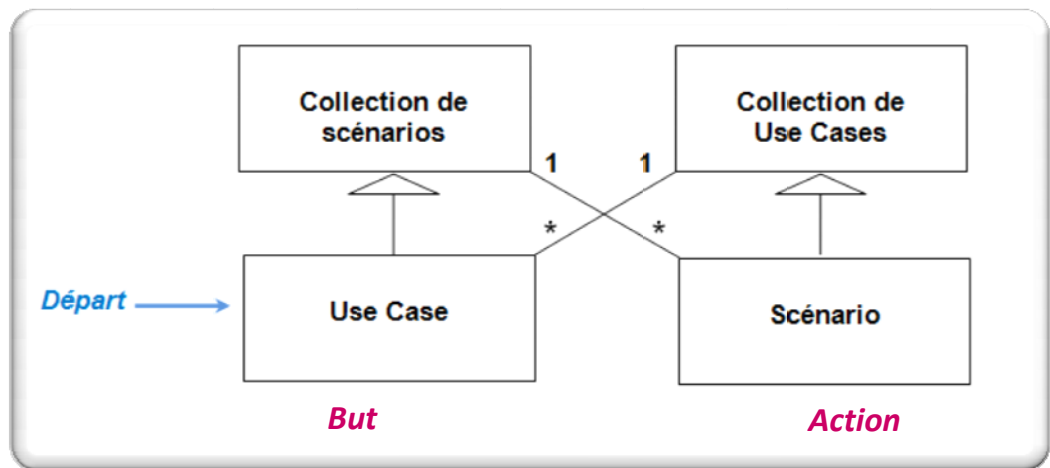 Collection de
scénarios
Collection de
Use Cases
1
1
*
*
Départ
Use Case
Scénario
But
Action